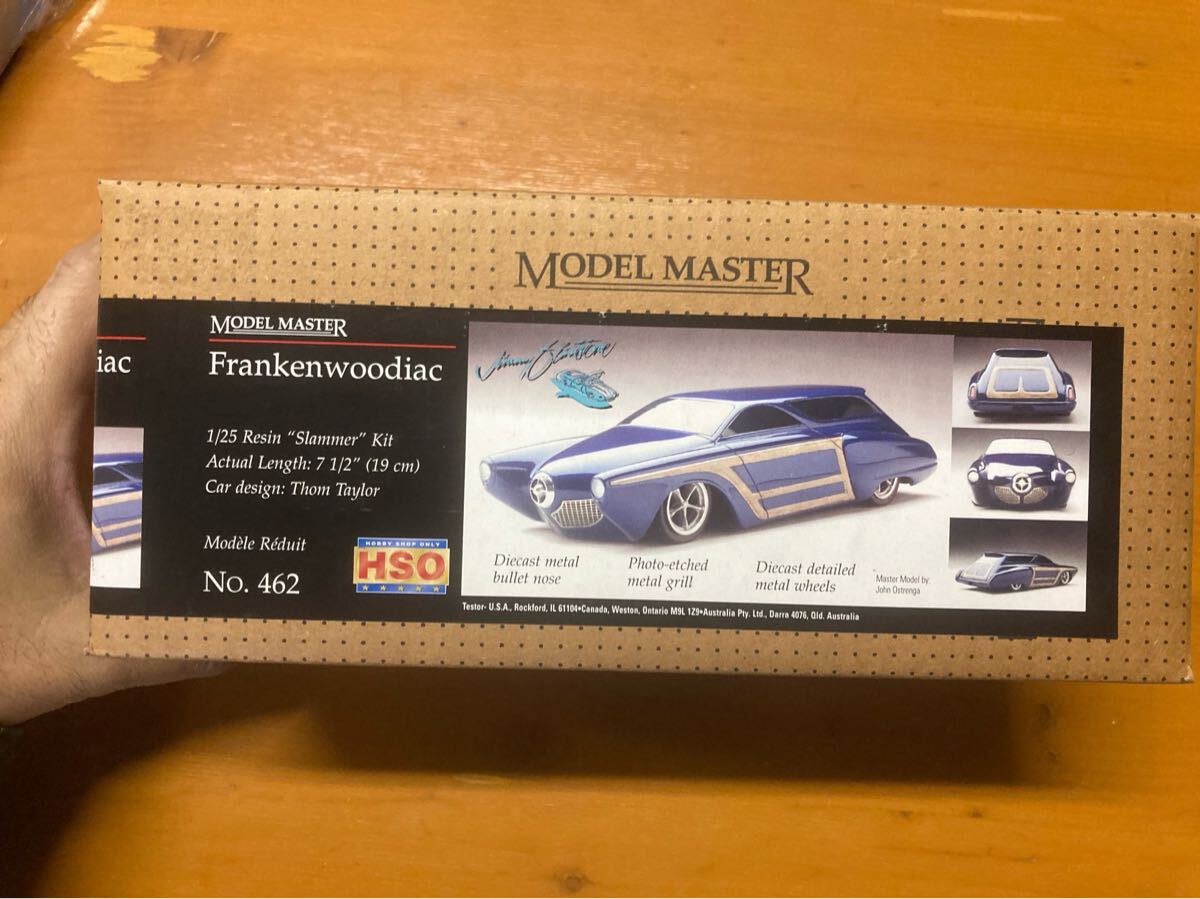 MODEL MASTER
iac
MODEL MASTER
Frankenwoodiac
1/25 Resin “Slammer” Kit
Actual Length: 7 1/2” (19 cm)
Car design: Thom Taylor
Modèle Réduit
No. 462
HOBBY SHOP ONLY
HSO
Diecast metal
bullet nose
Photo-etched
metal grill
Diecast detailed
metal wheels
Master Model by:
John Ostrenga
Testor- U.S.A., Rockford, IL 61104•Canada, Weston, Ontario M9L 1Z9•Australia Pty. Ltd., Darra 4076, Qld. Australia